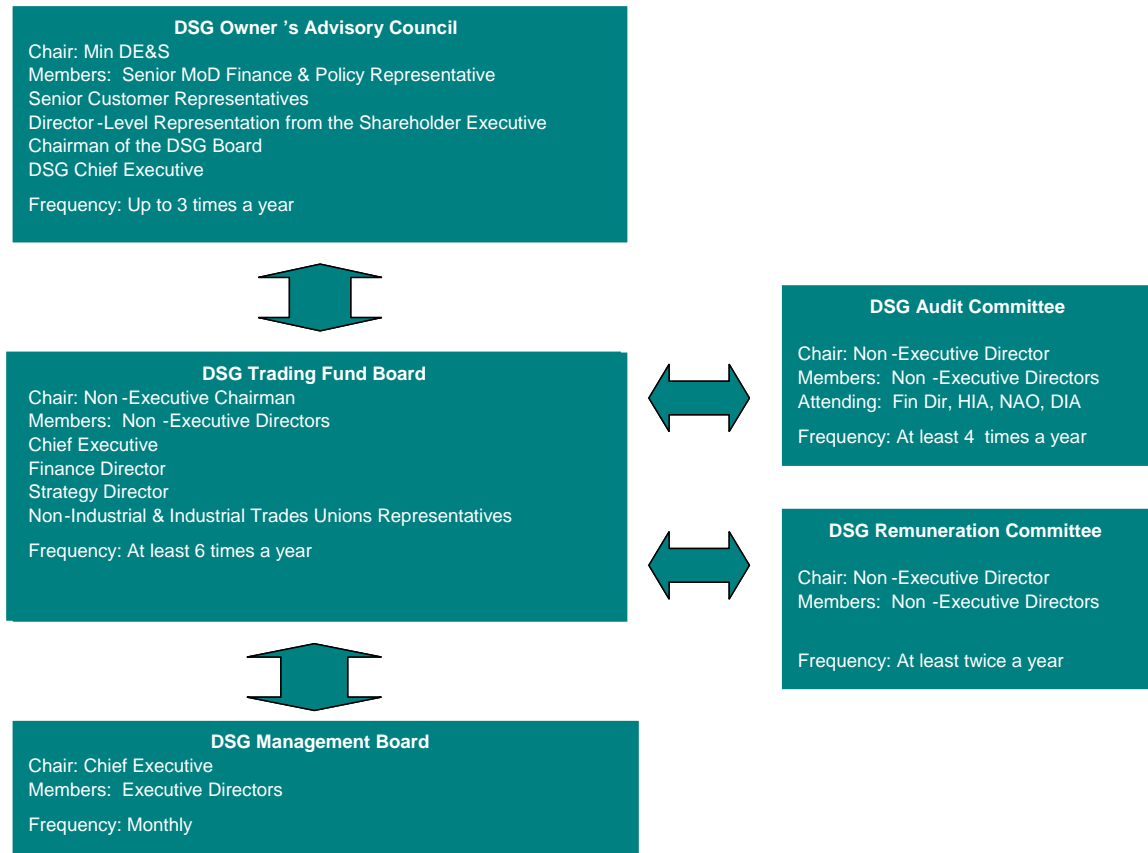 DSG Owner 's Advisory Council
Chair: Min DE&S
Members: Senior MoD Finance & Policy Representative
Senior Customer Representatives
Director -Level Representation from the Shareholder Executive
Chairman of the DSG Board
DSG Chief Executive
Frequency: Up to 3 times a year
DSG Trading Fund Board
Chair: Non -Executive Chairman
Members: Non -Executive Directors
Chief Executive
Finance Director
Strategy Director
Non-Industrial & Industrial Trades Unions Representatives
Frequency: At least 6 times a year
DSG Audit Committee
Chair: Non -Executive Director
Members: Non -Executive Directors
Attending: Fin Dir, HIA, NAO, DIA
Frequency: At least 4 times a year
DSG Remuneration Committee
Chair: Non -Executive Director
Members: Non -Executive Directors
Frequency: At least twice a year
DSG Management Board
Chair: Chief Executive
Members: Executive Directors
Frequency: Monthly